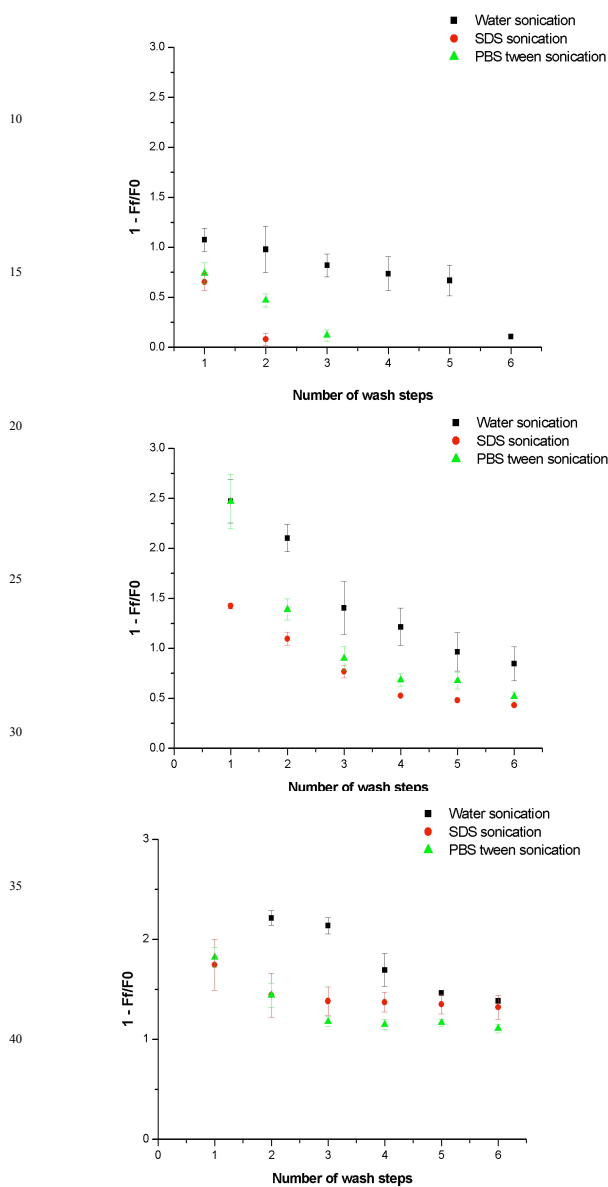 Water sonication
SDS sonication
PBS tween sonication
3.0
2.5
10
2.0
1.5
1 - Ff/F0
1.0
15
0.5
0.0
1 2 3 4 5 6
Number of wash steps
20
Water sonication
SDS sonication
PBS tween sonication
3.0
2.5
25
2.0
1.5
1 - Ff/F0
1.0
0.5
30
0.0
0 1 2 3 4 5 6
Number of wash steps
Water sonication
SDS sonication
PBS tween sonication
3
35
2
1 - Ff/F0
40
1
0
0 1 2 3 4 5 6
Number of wash steps